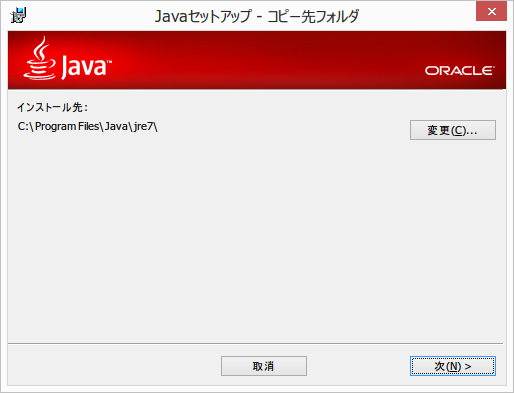 Javaセットアップ - コピー先フォルダ
Java™
ORACLE
インストール先:
C:\Program Files\Java\jre7\
変更(C)...
取消
次(N) >